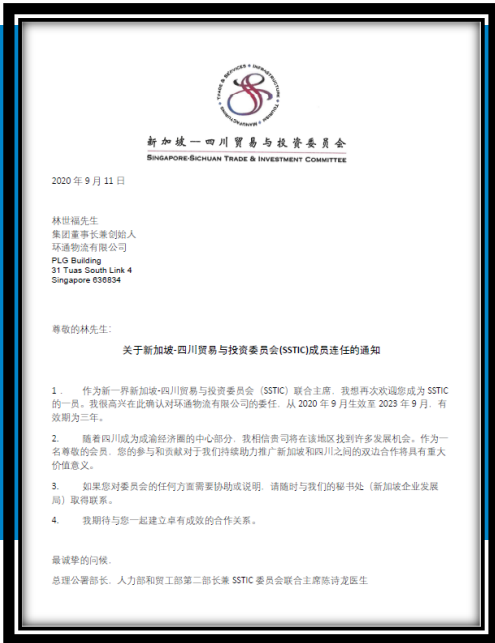 TRADE & SERVICES • INFRASTRUCTURE • TOURISM • MANUFACTURING •
新加坡—四川贸易与投资委员会
SINGAPORE-SICHUAN TRADE & INVESTMENT COMMITTEE
2020 年 9 月 11 日
林世福先生
集团董事长兼创始人
环通物流有限公司
PLG Building
31 Tuas South Link 4
Singapore 636834
尊敬的林先生：
关于新加坡-四川贸易与投资委员会(SSTIC)成员连任的通知
1． 作为新一界新加坡-四川贸易与投资委员会（SSTIC）联合主席，我想再次欢迎您成为 SSTIC
的一员。我很高兴在此确认对环通物流有限公司的委任，从 2020 年 9 月生效至 2023 年 9 月，有
效期为三年。
2. 随着四川成为成渝经济圈的中心部分，我相信贵司将在该地区找到许多发展机会。作为一
名尊敬的会员，您的参与和贡献对于我们持续助力推广新加坡和四川之间的双边合作将具有重大
价值意义。
3. 如果您对委员会的任何方面需要协助或说明，请随时与我们的秘书处（新加坡企业发展
局）取得联系。
4. 我期待与您一起建立卓有成效的合作关系。
最诚挚的问候，
总理公署部长，人力部和贸工部第二部长兼 SSTIC 委员会联合主席陈诗龙医生